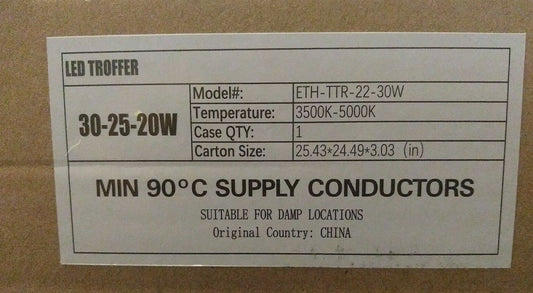 LED TROFFER
30-25-20W
Model#: ETH-TTR-22-30W
Temperature: 3500K-5000K
Case QTY: 1
Carton Size: 25.43*24.49*3.03 (in)
MIN 90°C SUPPLY CONDUCTORS
SUITABLE FOR DAMP LOCATIONS
Original Country: CHINA